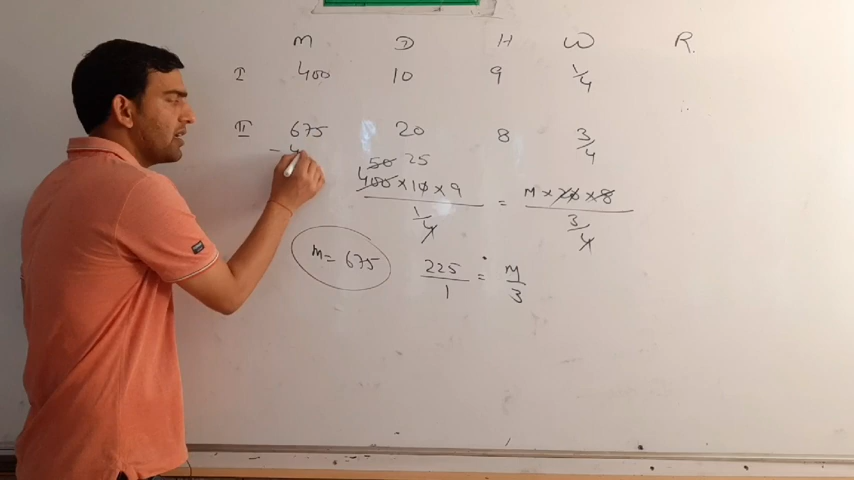 M D H W R
I 400 10 9 1/4
II 675 20 8 3/4
- 4
50 25
400 × 10 × 9 / 1/4 = M × 20 × 8 / 3/4
M = 675
225/1 = M/3